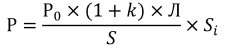 Р = Р₀ × (1 + k) × Л / S × Sᵢ